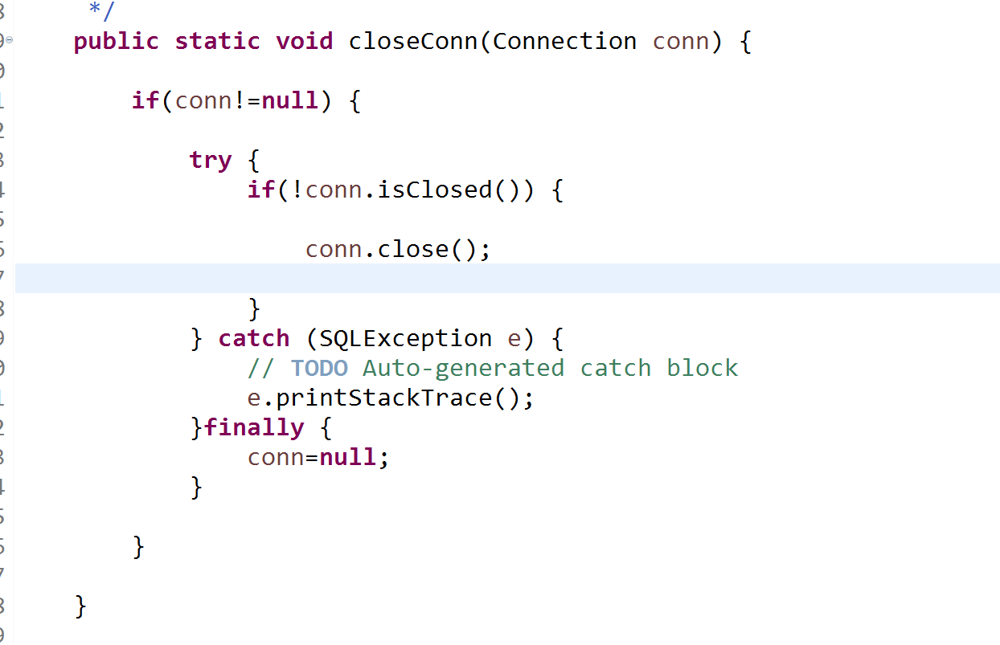 */
public static void closeConn(Connection conn) {
if(conn!=null) {
try {
if(!conn.isClosed()) {
conn.close();
}
} catch (SQLException e) {
// TODO Auto-generated catch block
e.printStackTrace();
}finally {
conn=null;
}
}
}